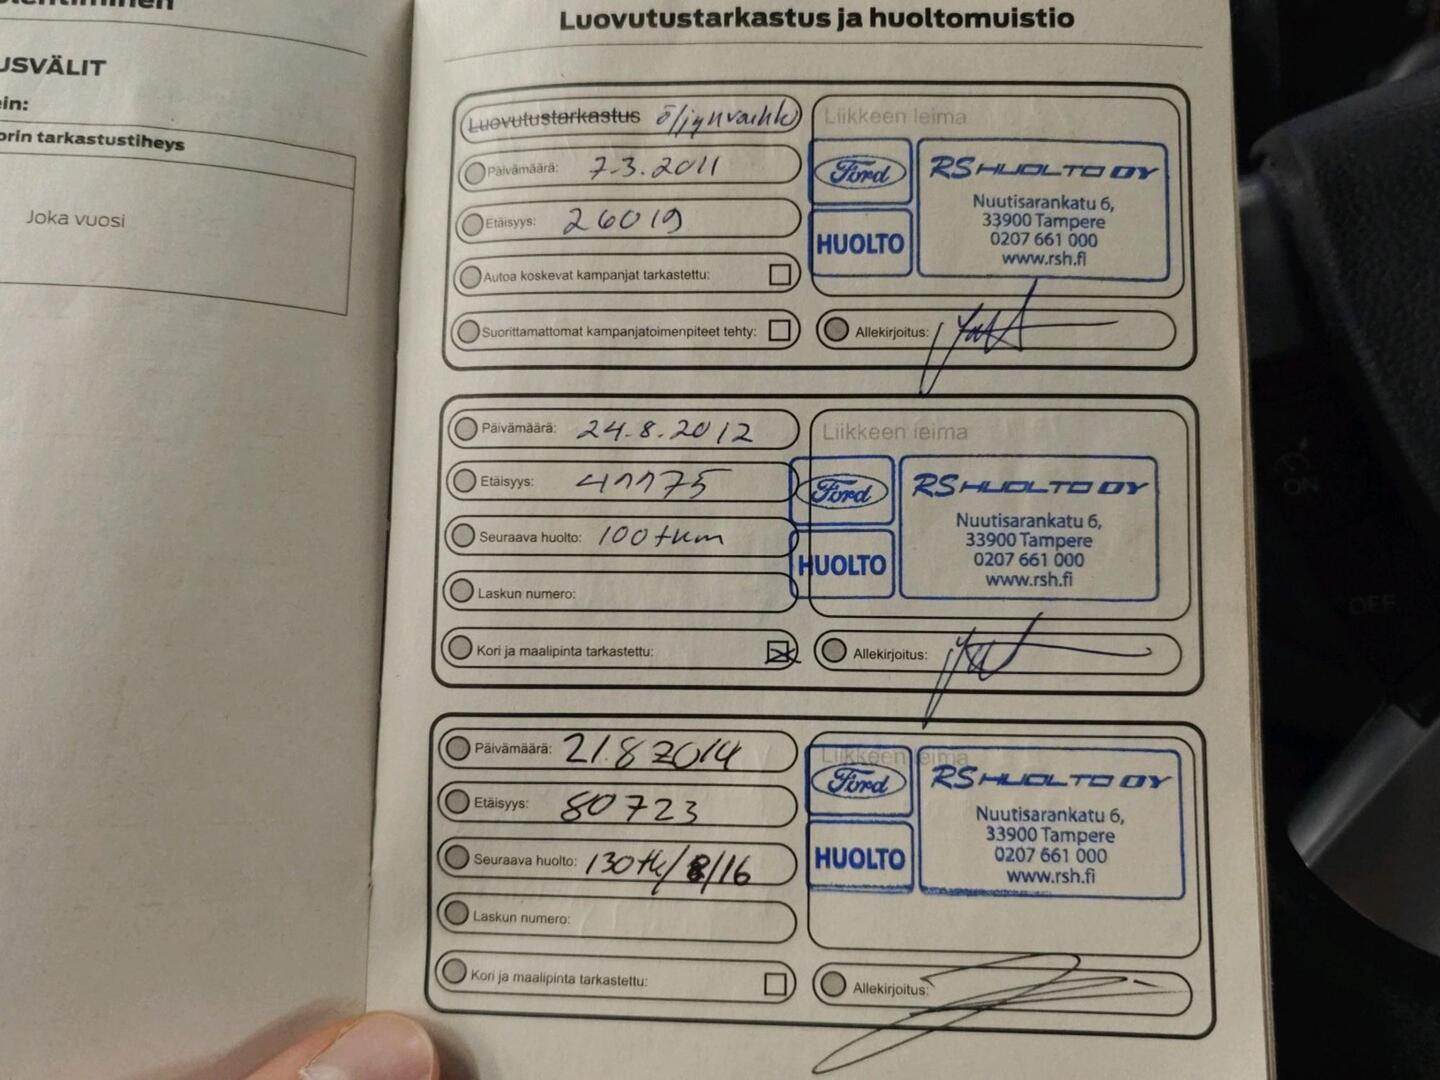 USVÄLIT
ein:
orin tarkastustiheys
Joka vuosi
Luovutustarkastus ja huoltomuistio
Luovutustarkastus öljynvaihto
Päivämäärä: 7.3.2011
Etäisyys: 26019
Autoa koskevat kampanjat tarkastettu:
Suorittamattomat kampanjatoimenpiteet tehty:
Liikkeen leima
Ford
HUOLTO
RS HUOLTO OY
Nuutisarankatu 6,
33900 Tampere
0207 661 000
www.rsh.fi
Allekirjoitus:
Päivämäärä: 24.8.2012
Etäisyys: 41175
Seuraava huolto: 100 tkm
Laskun numero:
Kori ja maalipinta tarkastettu:
Liikkeen leima
Ford
HUOLTO
RS HUOLTO OY
Nuutisarankatu 6,
33900 Tampere
0207 661 000
www.rsh.fi
Allekirjoitus:
Päivämäärä: 21.8 2014
Etäisyys: 80723
Seuraava huolto: 130tk/8/16
Laskun numero:
Kori ja maalipinta tarkastettu:
Liikkeen leima
Ford
HUOLTO
RS HUOLTO OY
Nuutisarankatu 6,
33900 Tampere
0207 661 000
www.rsh.fi
Allekirjoitus:
ON
OFF